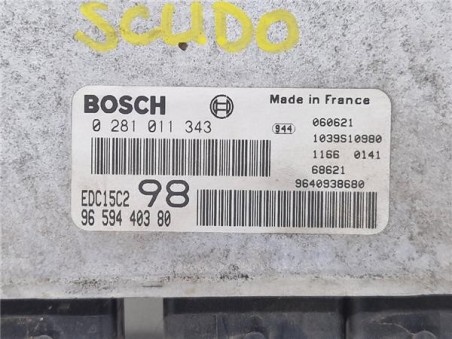 SCUDO
BOSCH
Made in France
0 281 011 343
944
060621
1039S10980
1166 0141
68621
9640938680
EDC15C2 98
96 594 403 80